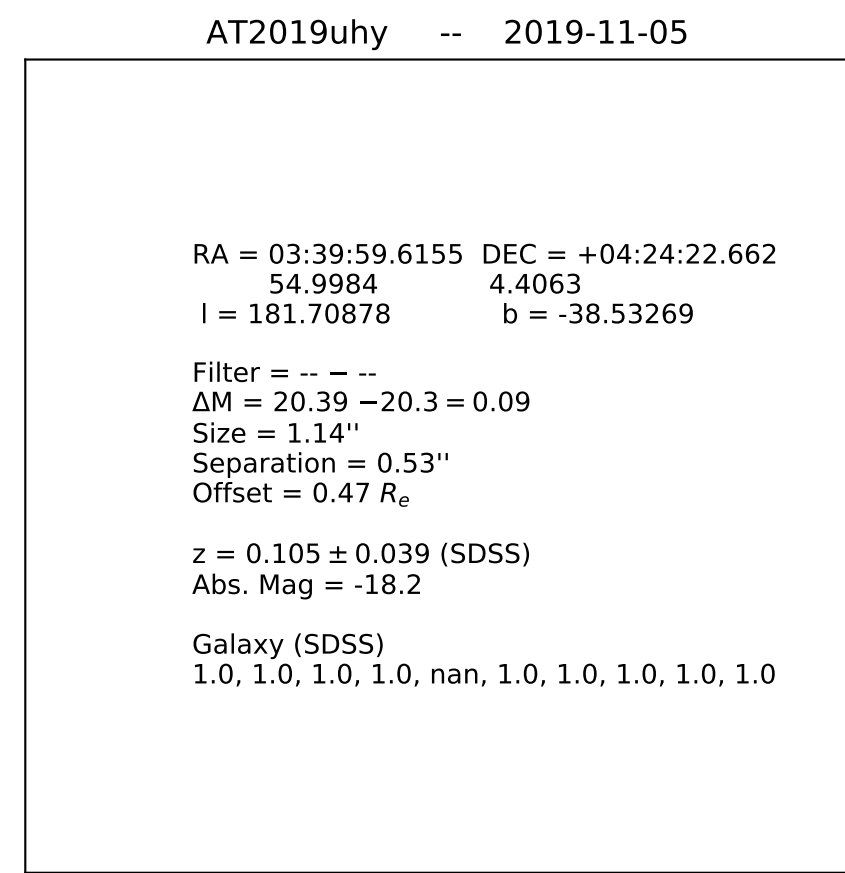 AT2019uhy -- 2019-11-05
RA = 03:39:59.6155 DEC = +04:24:22.662
54.9984 4.4063
l = 181.70878 b = -38.53269
Filter = -- − --
ΔM = 20.39 −20.3 = 0.09
Size = 1.14''
Separation = 0.53''
Offset = 0.47 Rₑ
z = 0.105 ± 0.039 (SDSS)
Abs. Mag = -18.2
Galaxy (SDSS)
1.0, 1.0, 1.0, 1.0, nan, 1.0, 1.0, 1.0, 1.0, 1.0